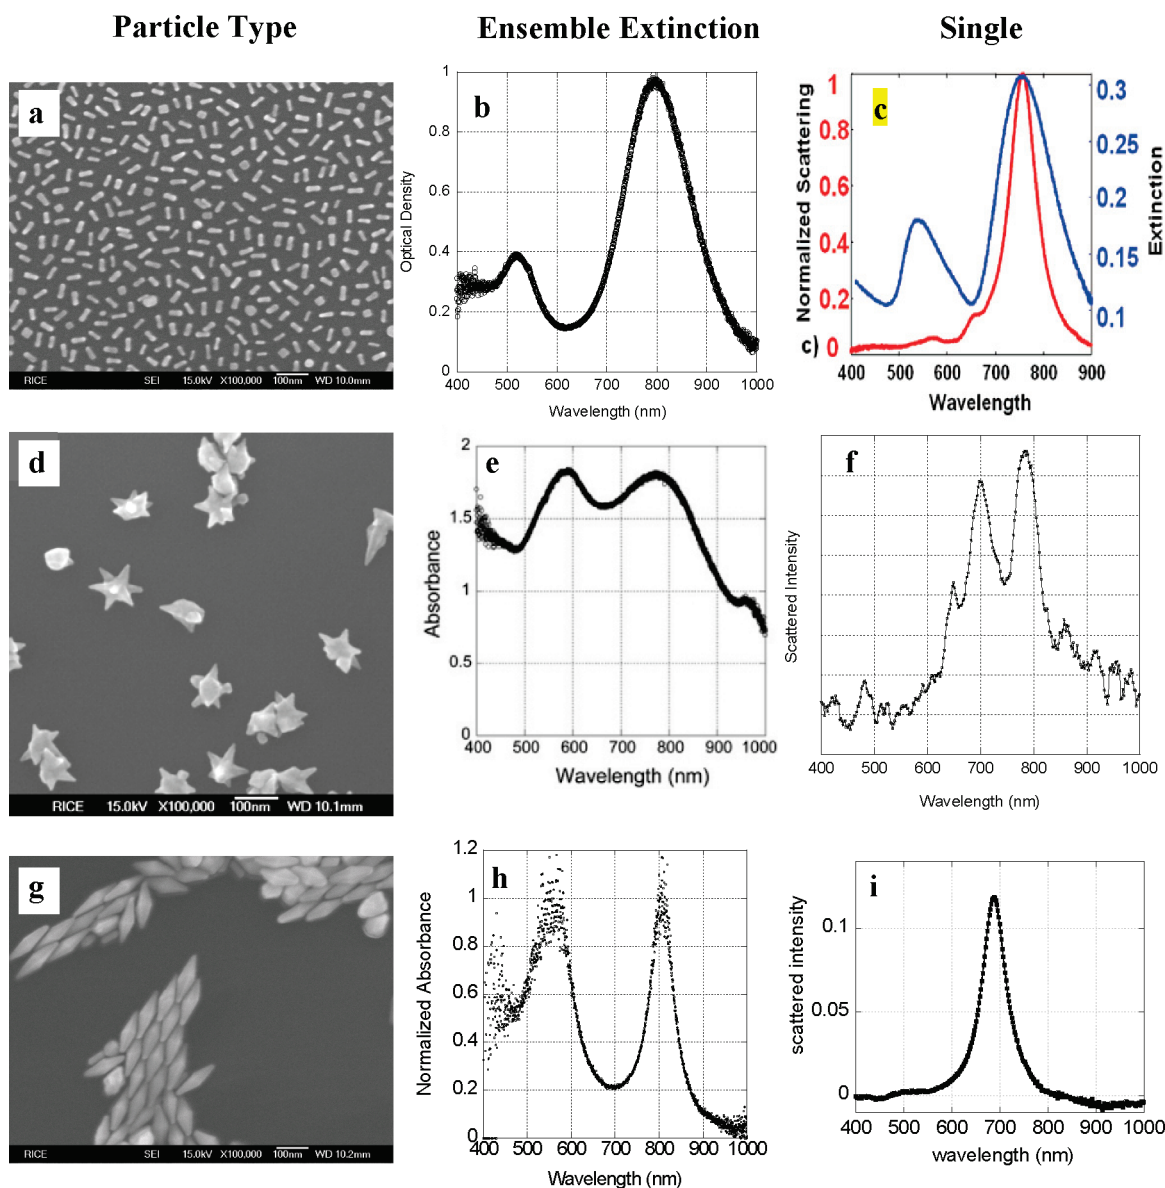 Particle Type
Ensemble Extinction
Single
a
RICE SEI 15.0kV X100,000 100nm WD 10.0mm
b
Optical Density
1
0.8
0.6
0.4
0.2
0
400 500 600 700 800 900 1000
Wavelength (nm)
c
c)
Normalized Scattering
1
0.8
0.6
0.4
0.2
0
0.3
0.25
0.2
0.15
0.1
Extinction
400 500 600 700 800 900
Wavelength
d
RICE 15.0kV X100,000 100nm WD 10.1mm
e
Absorbance
2
1.5
1
0.5
0
400 500 600 700 800 900 1000
Wavelength (nm)
f
Scattered Intensity
400 500 600 700 800 900 1000
Wavelength (nm)
g
RICE SEI 15.0kV X100,000 100nm WD 10.2mm
h
Normalized Absorbance
1.2
1
0.8
0.6
0.4
0.2
0
400 500 600 700 800 900 1000
Wavelength (nm)
i
scattered intensity
0.1
0.05
0
400 500 600 700 800 900 1000
wavelength (nm)